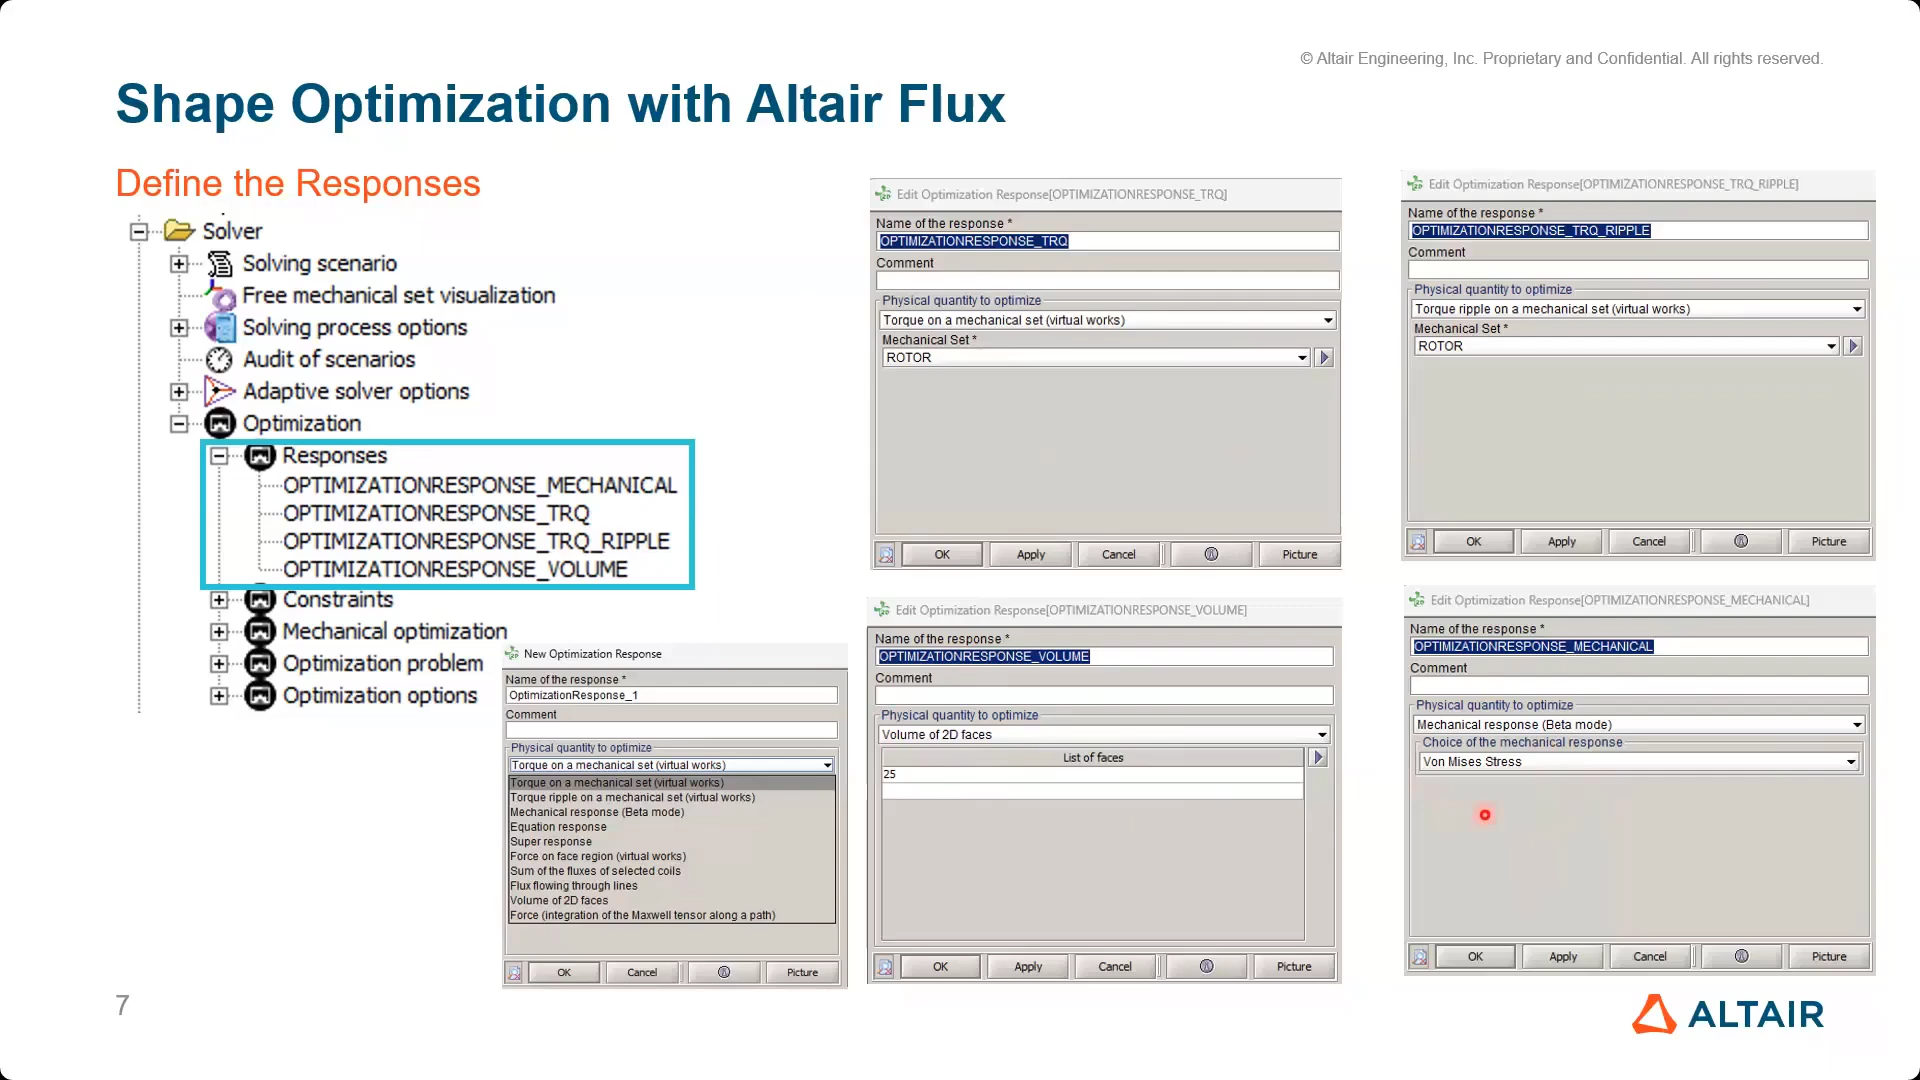 © Altair Engineering, Inc. Proprietary and Confidential. All rights reserved.
Shape Optimization with Altair Flux
Define the Responses
Solver
Solving scenario
Free mechanical set visualization
Solving process options
Audit of scenarios
Adaptive solver options
Optimization
Responses
OPTIMIZATIONRESPONSE_MECHANICAL
OPTIMIZATIONRESPONSE_TRQ
OPTIMIZATIONRESPONSE_TRQ_RIPPLE
OPTIMIZATIONRESPONSE_VOLUME
Constraints
Mechanical optimization
Optimization problem
Optimization options
New Optimization Response
Name of the response *
OptimizationResponse_1
Comment
Physical quantity to optimize
Torque on a mechanical set (virtual works)
Torque on a mechanical set (virtual works)
Torque ripple on a mechanical set (virtual works)
Mechanical response (Beta mode)
Equation response
Super response
Force on face region (virtual works)
Sum of the fluxes of selected coils
Flux flowing through lines
Volume of 2D faces
Force (integration of the Maxwell tensor along a path)
OK Cancel Picture
Edit Optimization Response[OPTIMIZATIONRESPONSE_TRQ]
Name of the response *
OPTIMIZATIONRESPONSE_TRQ
Comment
Physical quantity to optimize
Torque on a mechanical set (virtual works)
Mechanical Set *
ROTOR
OK Apply Cancel Picture
Edit Optimization Response[OPTIMIZATIONRESPONSE_TRQ_RIPPLE]
Name of the response *
OPTIMIZATIONRESPONSE_TRQ_RIPPLE
Comment
Physical quantity to optimize
Torque ripple on a mechanical set (virtual works)
Mechanical Set *
ROTOR
OK Apply Cancel Picture
Edit Optimization Response[OPTIMIZATIONRESPONSE_VOLUME]
Name of the response *
OPTIMIZATIONRESPONSE_VOLUME
Comment
Physical quantity to optimize
Volume of 2D faces
List of faces
25
OK Apply Cancel Picture
Edit Optimization Response[OPTIMIZATIONRESPONSE_MECHANICAL]
Name of the response *
OPTIMIZATIONRESPONSE_MECHANICAL
Comment
Physical quantity to optimize
Mechanical response (Beta mode)
Choice of the mechanical response
Von Mises Stress
OK Apply Cancel Picture
7
ALTAIR